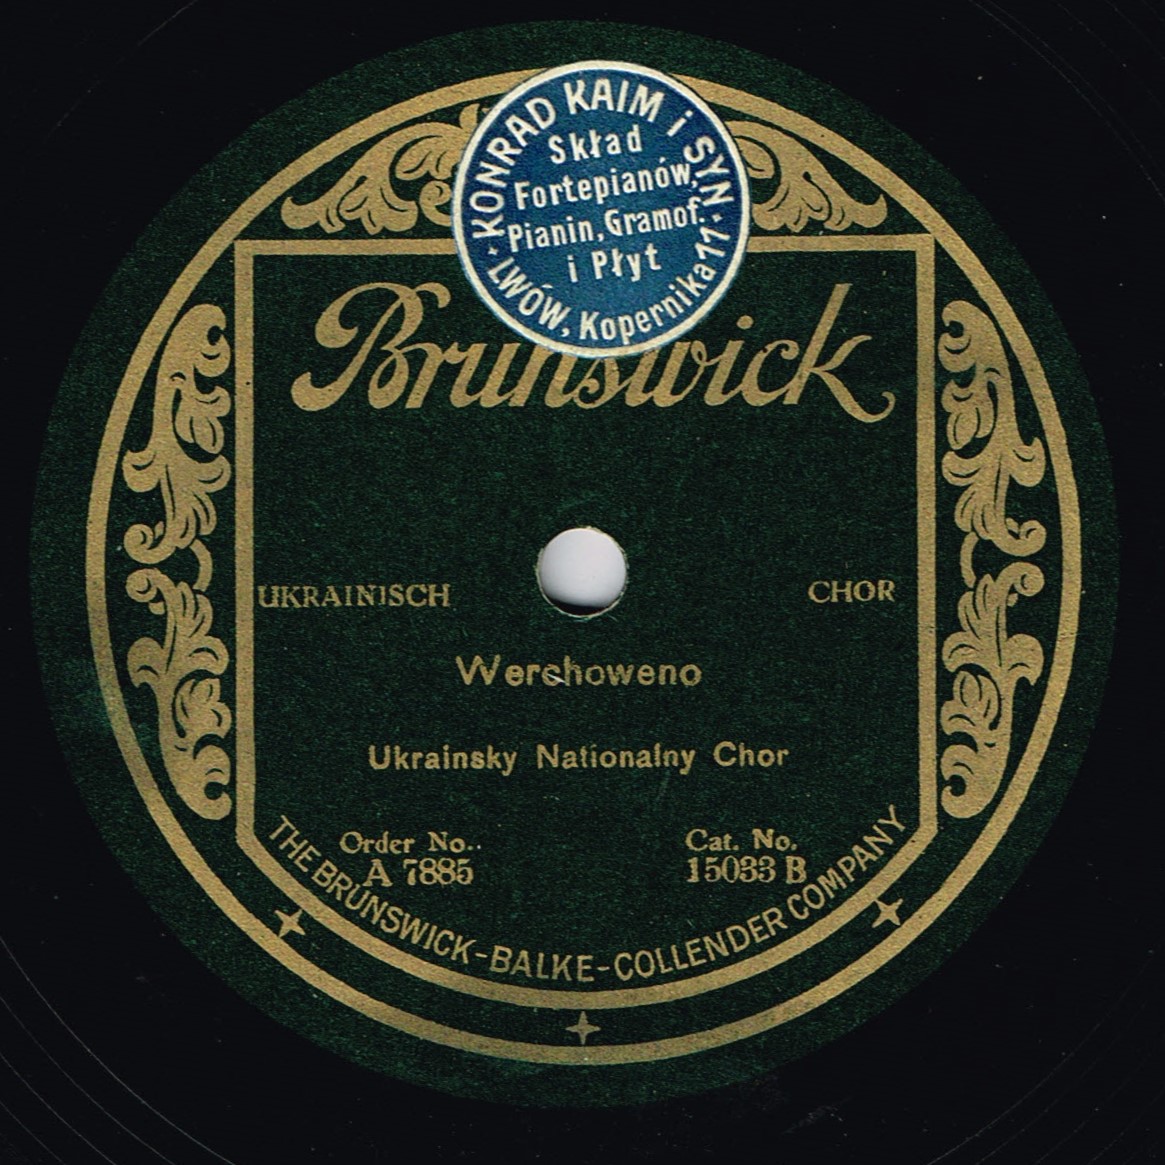 KONRAD KAIM i SYN
Skład
Fortepianów,
Pianin, Gramof.
i Płyt
LWÓW, Kopernika 11
Brunswick
UKRAINISCH
CHOR
Werchoweno
Ukrainsky Nationalny Chor
Order No..
A 7885
Cat. No.
15033 B
THE BRUNSWICK-BALKE-COLLENDER COMPANY